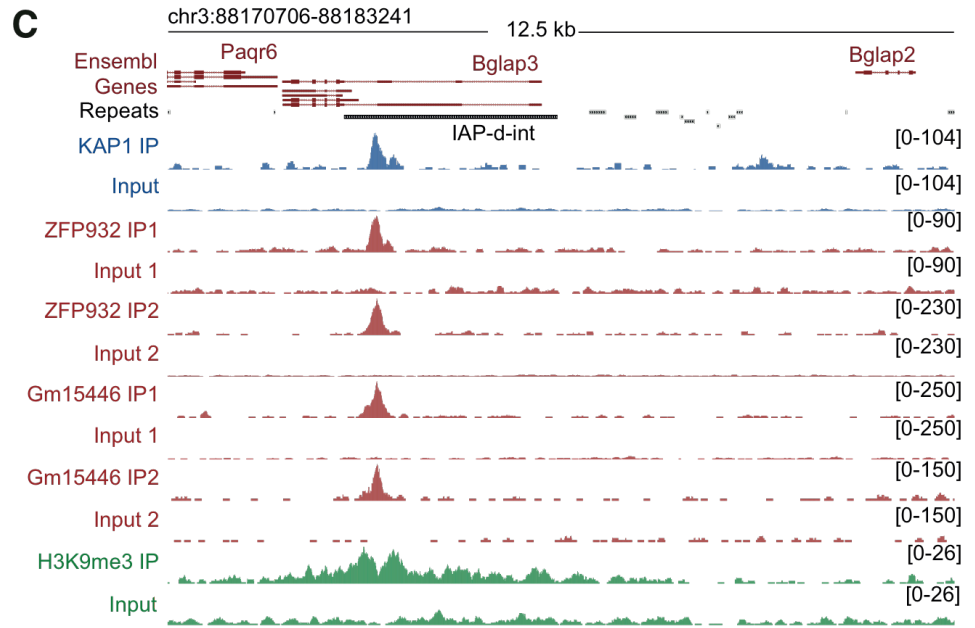 C
chr3:88170706-88183241
12.5 kb
Ensembl
Genes
Paqr6
Bglap3
Bglap2
Repeats
IAP-d-int
KAP1 IP [0-104]
Input [0-104]
ZFP932 IP1 [0-90]
Input 1 [0-90]
ZFP932 IP2 [0-230]
Input 2 [0-230]
Gm15446 IP1 [0-250]
Input 1 [0-250]
Gm15446 IP2 [0-150]
Input 2 [0-150]
H3K9me3 IP [0-26]
Input [0-26]